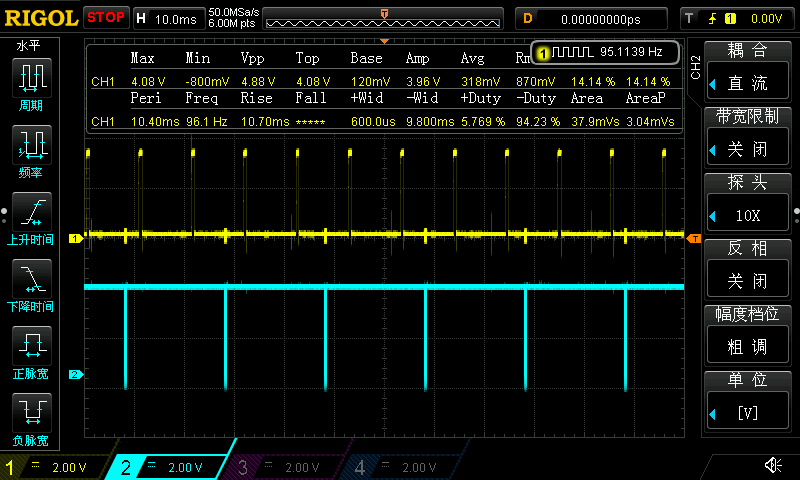 RIGOL STOP H 10.0ms 50.0MSa/s 6.00M pts T D 0.00000000ps T 1 0.00V
水平
周期
频率
上升时间
下降时间
正脉宽
负脉宽
1 95.1139 Hz
Max Min Vpp Top Base Amp Avg
CH1 4.08 V -800mV 4.88 V 4.08 V 120mV 3.96 V 318mV 870mV 14.14 % 14.14 %
Peri Freq Rise Fall +Wid -Wid +Duty -Duty Area AreaP
CH1 10.40ms 96.1 Hz 10.70ms ***** 600.0us 9.800ms 5.769 % 94.23 % 37.9mVs 3.04mVs
1
T
2
CH2
耦合
直流
带宽限制
关闭
探头
10X
反相
关闭
幅度档位
粗调
单位
[V]
1 2.00 V 2 2.00 V 3 2.00 V 4 2.00 V